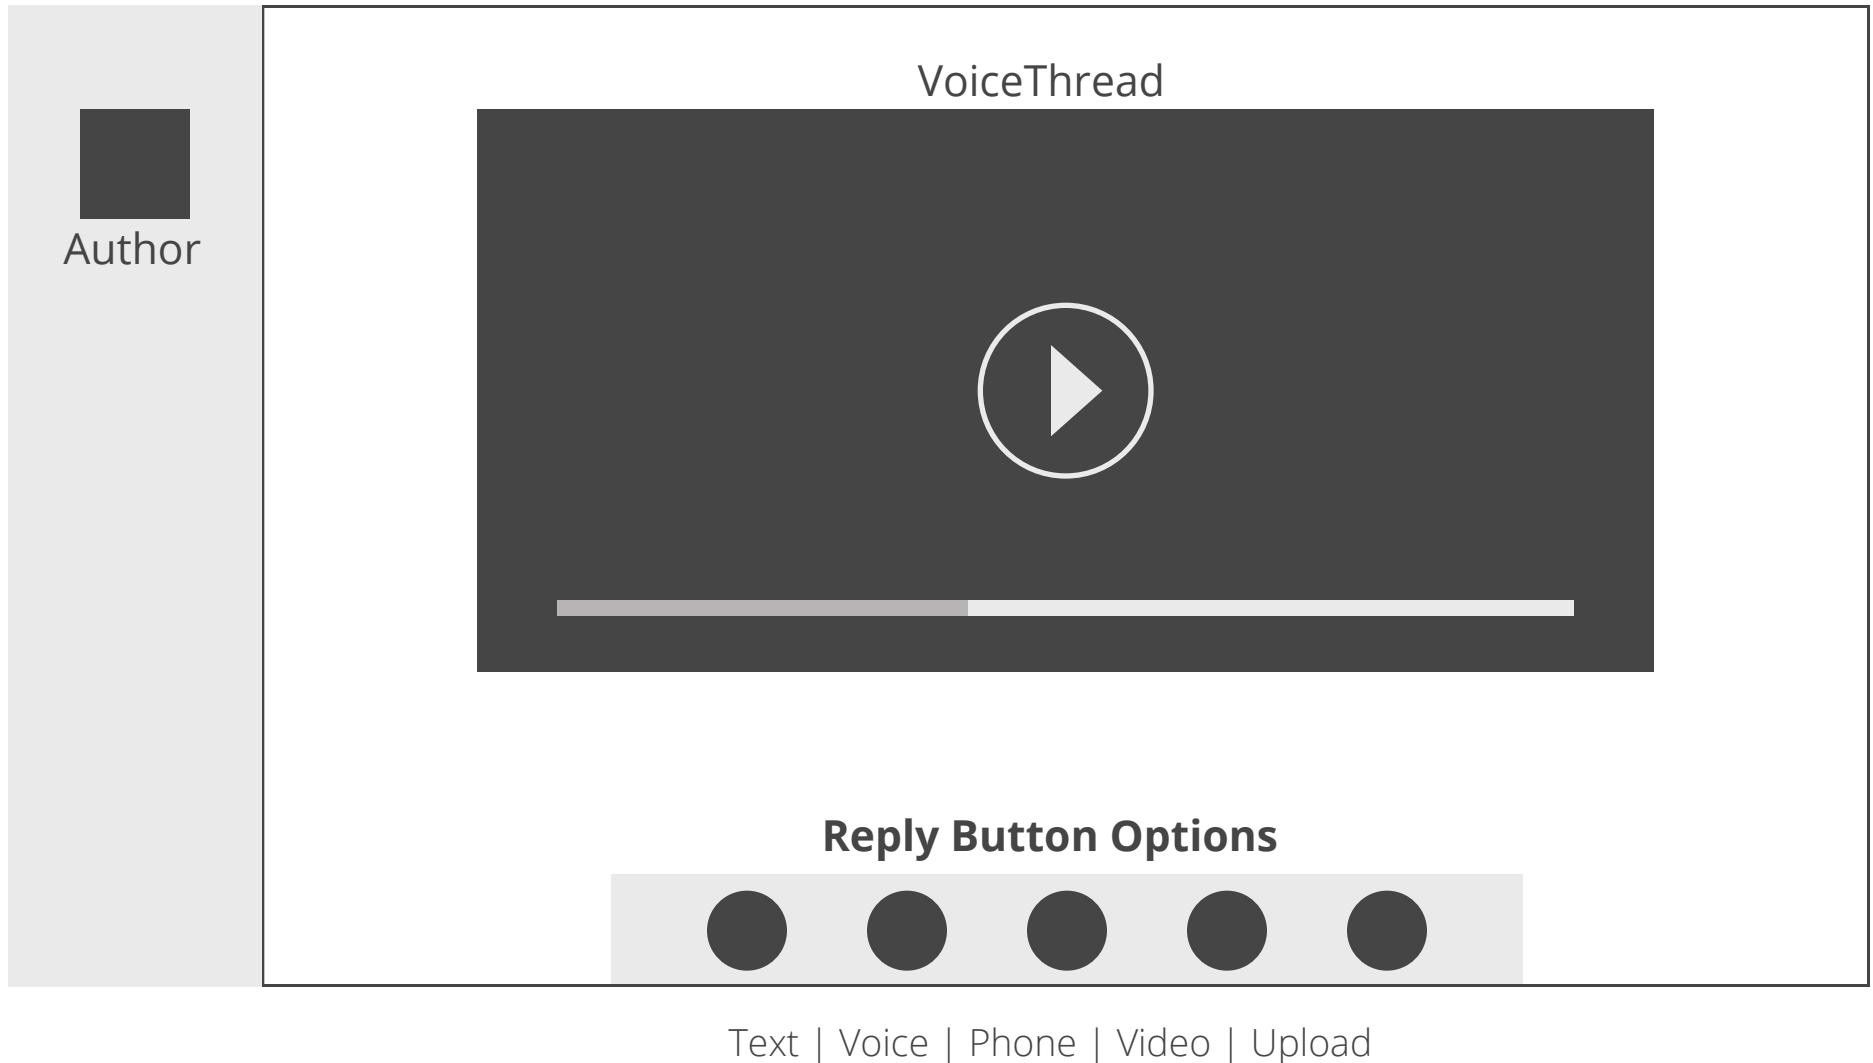 VoiceThread
Author
Reply Button Options
Text | Voice | Phone | Video | Upload